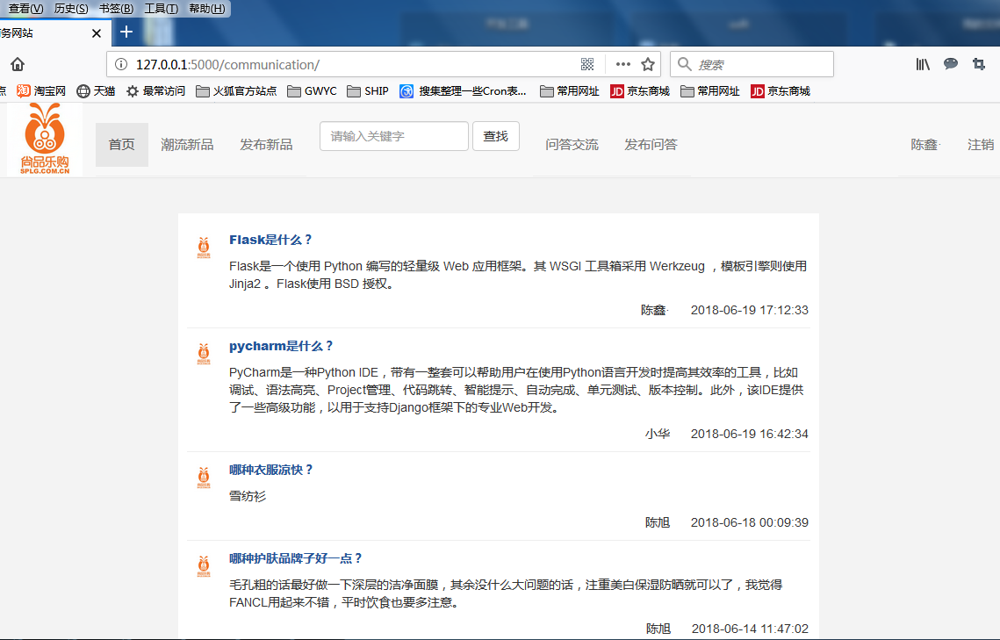 查看(V) 历史(S) 书签(B) 工具(T) 帮助(H)
务网站
127.0.0.1:5000/communication/
搜索
点 淘 淘宝网 天猫 最常访问 火狐官方站点 GWYC SHIP 搜集整理一些Cron表... 常用网址 JD 京东商城 常用网址 JD 京东商城
尚品乐购
SPLG.COM.CN
首页 潮流新品 发布新品 请输入关键字 查找 问答交流 发布问答 陈鑫· 注销
Flask是什么？
Flask是一个使用 Python 编写的轻量级 Web 应用框架。其 WSGI 工具箱采用 Werkzeug ，模板引擎则使用
Jinja2 。Flask使用 BSD 授权。
陈鑫· 2018-06-19 17:12:33
pycharm是什么？
PyCharm是一种Python IDE，带有一整套可以帮助用户在使用Python语言开发时提高其效率的工具，比如
调试、语法高亮、Project管理、代码跳转、智能提示、自动完成、单元测试、版本控制。此外，该IDE提供
了一些高级功能，以用于支持Django框架下的专业Web开发。
小华 2018-06-19 16:42:34
哪种衣服凉快？
雪纺衫
陈旭 2018-06-18 00:09:39
哪种护肤品牌子好一点？
毛孔粗的话最好做一下深层的洁净面膜，其余没什么大问题的话，注重美白保湿防晒就可以了，我觉得
FANCL用起来不错，平时饮食也要多注意。
陈旭 2018-06-14 11:47:02